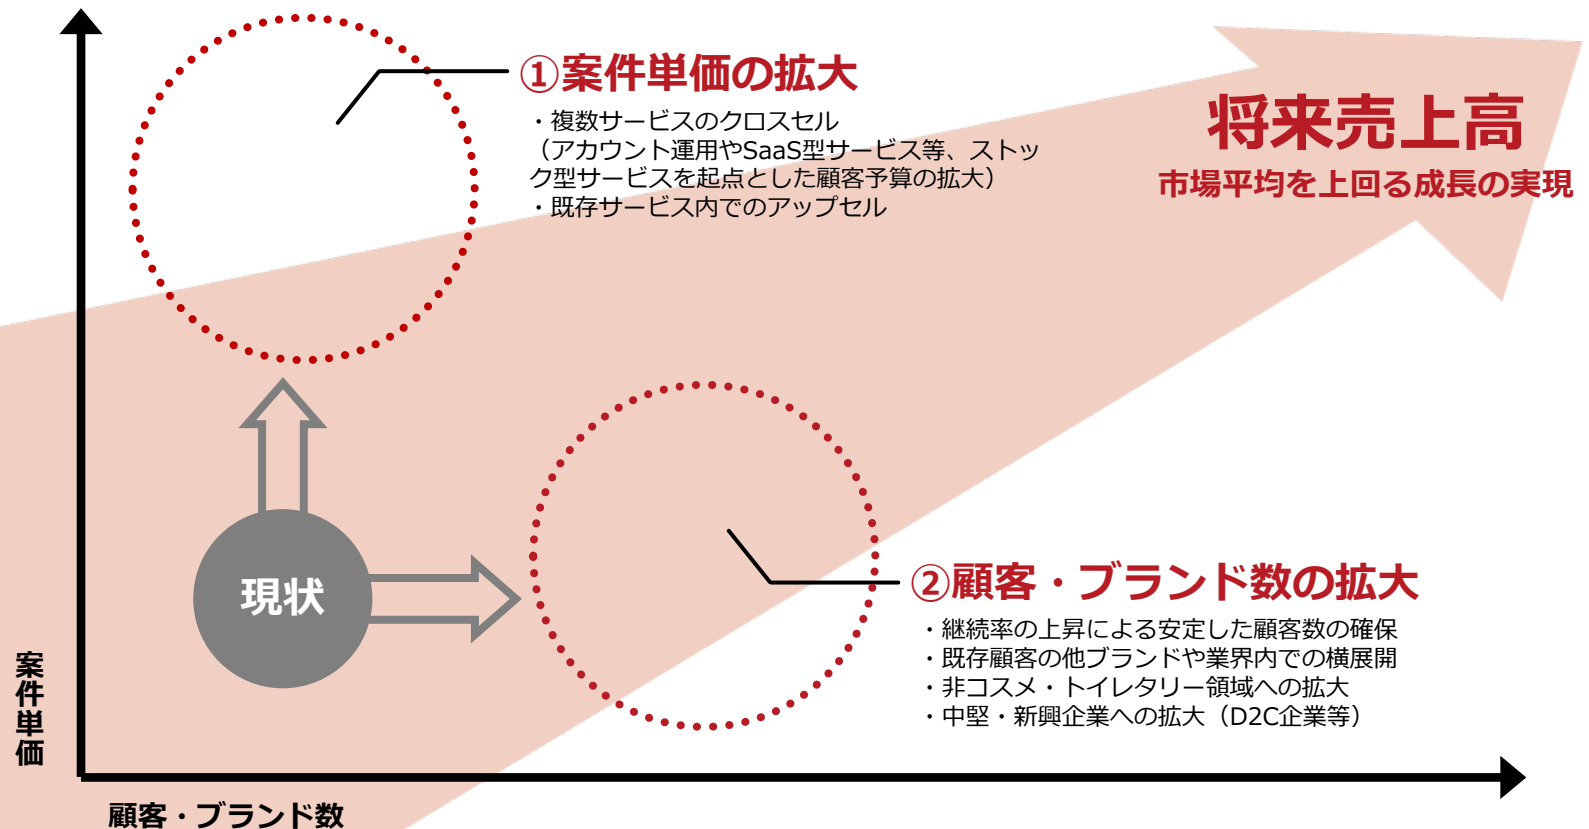 ①案件単価の拡大
・複数サービスのクロスセル
（アカウント運用やSaaS型サービス等、ストッ
ク型サービスを起点とした顧客予算の拡大）
・既存サービス内でのアップセル
将来売上高
市場平均を上回る成長の実現
現状
②顧客・ブランド数の拡大
・継続率の上昇による安定した顧客数の確保
・既存顧客の他ブランドや業界内での横展開
・非コスメ・トイレタリー領域への拡大
・中堅・新興企業への拡大（D2C企業等）
案件単価
顧客・ブランド数